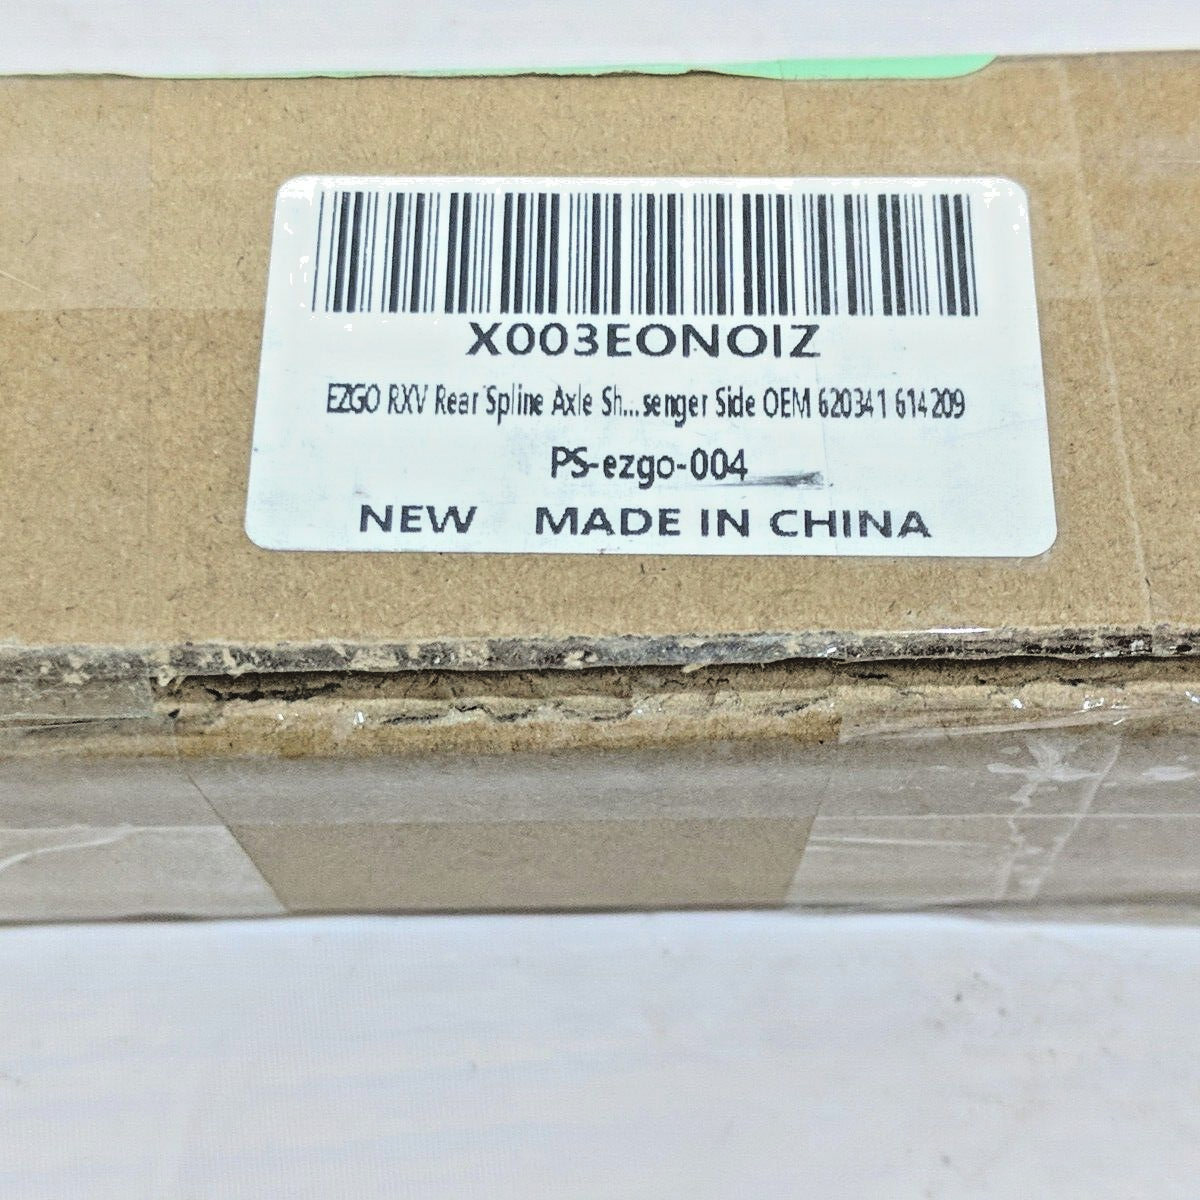 X003EONOIZ
EZGO RXV Rear Spline Axle Sh...senger Side OEM 620341 614209
PS-ezgo-004
NEW MADE IN CHINA